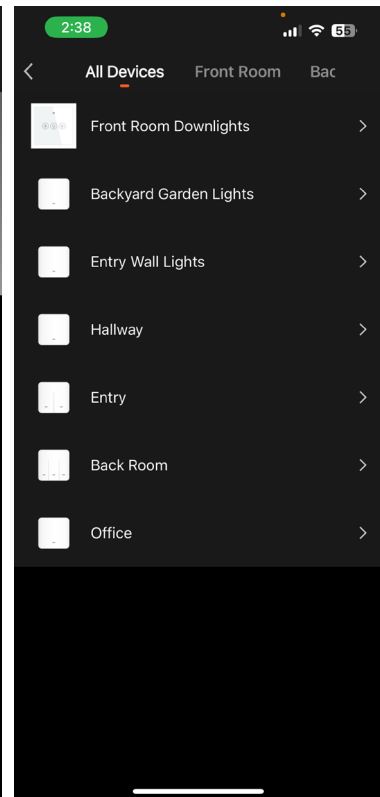 2:38
55
All Devices
Front Room
Bac
Front Room Downlights
Backyard Garden Lights
Entry Wall Lights
Hallway
Entry
Back Room
Office